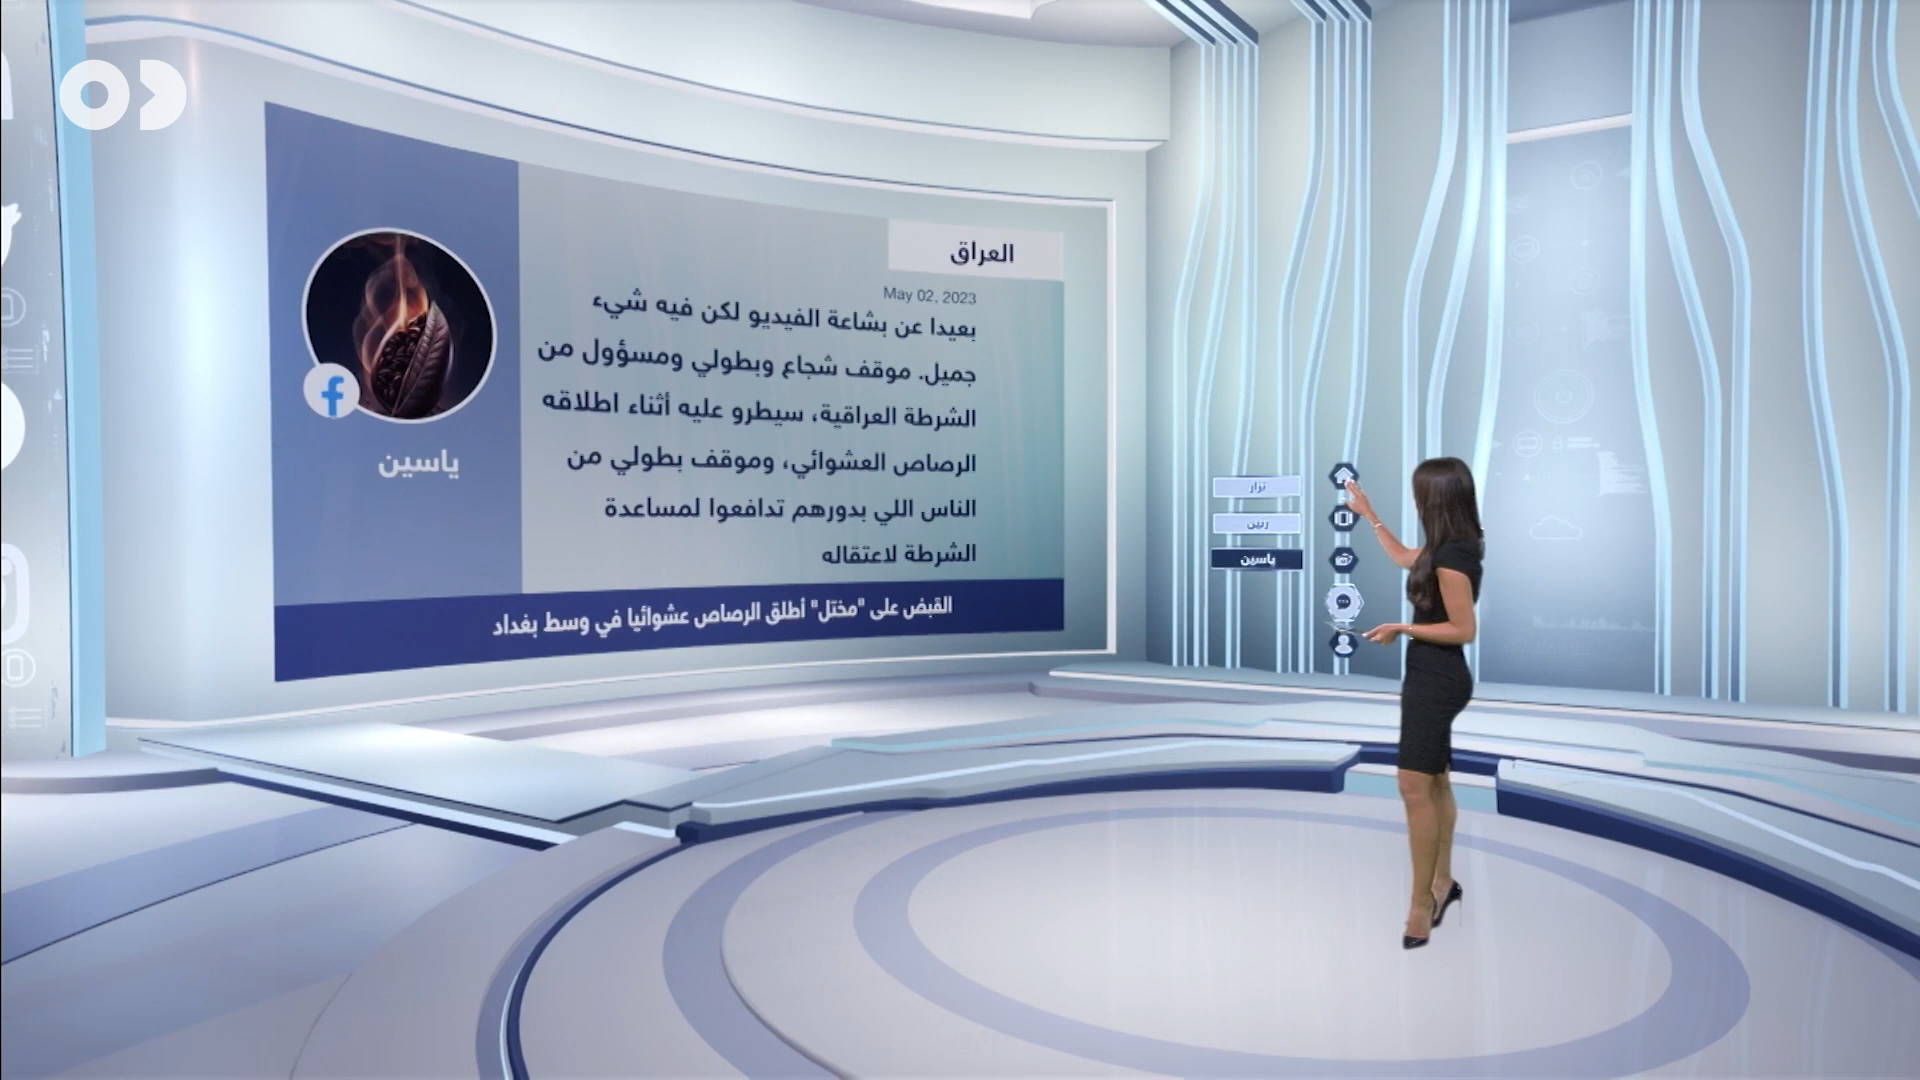 العراق
May 02, 2023
بعيدا عن بشاعة الفيديو لكن فيه شيء
جميل. موقف شجاع وبطولي ومسؤول من
الشرطة العراقية، سيطرو عليه أثناء اطلاقه
الرصاص العشوائي، وموقف بطولي من
الناس اللي بدورهم تدافعوا لمساعدة
الشرطة لاعتقاله
ياسين
القبض على "مختل" أطلق الرصاص عشوائيا في وسط بغداد
نزار
رنين
ياسين